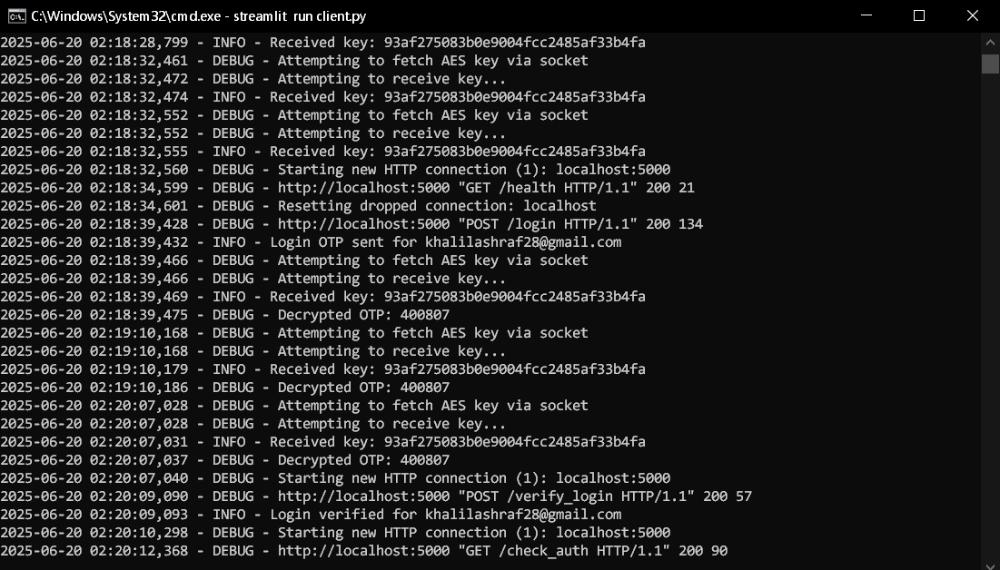 C:\Windows\System32\cmd.exe - streamlit run client.py
2025-06-20 02:18:28,799 - INFO - Received key: 93af275083b0e9004fcc2485af33b4fa
2025-06-20 02:18:32,461 - DEBUG - Attempting to fetch AES key via socket
2025-06-20 02:18:32,472 - DEBUG - Attempting to receive key...
2025-06-20 02:18:32,474 - INFO - Received key: 93af275083b0e9004fcc2485af33b4fa
2025-06-20 02:18:32,552 - DEBUG - Attempting to fetch AES key via socket
2025-06-20 02:18:32,552 - DEBUG - Attempting to receive key...
2025-06-20 02:18:32,555 - INFO - Received key: 93af275083b0e9004fcc2485af33b4fa
2025-06-20 02:18:32,560 - DEBUG - Starting new HTTP connection (1): localhost:5000
2025-06-20 02:18:34,599 - DEBUG - http://localhost:5000 "GET /health HTTP/1.1" 200 21
2025-06-20 02:18:34,601 - DEBUG - Resetting dropped connection: localhost
2025-06-20 02:18:39,428 - DEBUG - http://localhost:5000 "POST /login HTTP/1.1" 200 134
2025-06-20 02:18:39,432 - INFO - Login OTP sent for khalilashraf28@gmail.com
2025-06-20 02:18:39,466 - DEBUG - Attempting to fetch AES key via socket
2025-06-20 02:18:39,466 - DEBUG - Attempting to receive key...
2025-06-20 02:18:39,469 - INFO - Received key: 93af275083b0e9004fcc2485af33b4fa
2025-06-20 02:18:39,475 - DEBUG - Decrypted OTP: 400807
2025-06-20 02:19:10,168 - DEBUG - Attempting to fetch AES key via socket
2025-06-20 02:19:10,168 - DEBUG - Attempting to receive key...
2025-06-20 02:19:10,179 - INFO - Received key: 93af275083b0e9004fcc2485af33b4fa
2025-06-20 02:19:10,186 - DEBUG - Decrypted OTP: 400807
2025-06-20 02:20:07,028 - DEBUG - Attempting to fetch AES key via socket
2025-06-20 02:20:07,028 - DEBUG - Attempting to receive key...
2025-06-20 02:20:07,031 - INFO - Received key: 93af275083b0e9004fcc2485af33b4fa
2025-06-20 02:20:07,037 - DEBUG - Decrypted OTP: 400807
2025-06-20 02:20:07,040 - DEBUG - Starting new HTTP connection (1): localhost:5000
2025-06-20 02:20:09,090 - DEBUG - http://localhost:5000 "POST /verify_login HTTP/1.1" 200 57
2025-06-20 02:20:09,093 - INFO - Login verified for khalilashraf28@gmail.com
2025-06-20 02:20:10,298 - DEBUG - Starting new HTTP connection (1): localhost:5000
2025-06-20 02:20:12,368 - DEBUG - http://localhost:5000 "GET /check_auth HTTP/1.1" 200 90